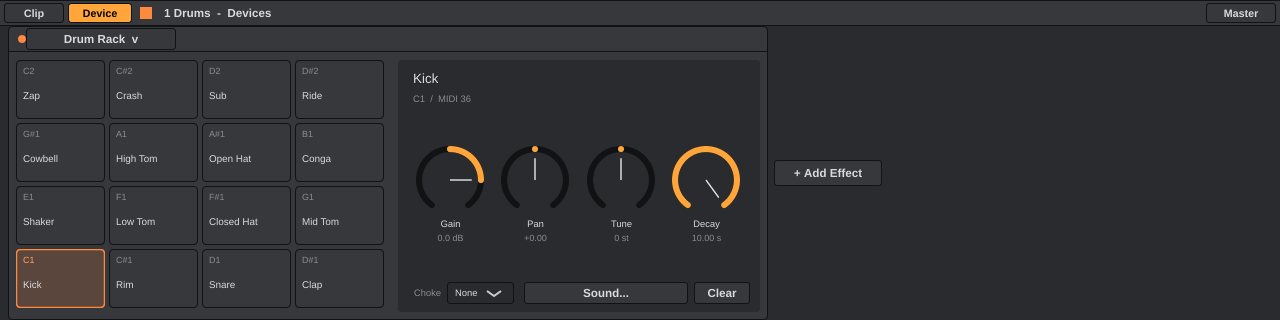 Clip Device 1 Drums - Devices Master
Drum Rack v
C2 C#2 D2 D#2
Zap Crash Sub Ride
G#1 A1 A#1 B1
Cowbell High Tom Open Hat Conga
E1 F1 F#1 G1
Shaker Low Tom Closed Hat Mid Tom
C1 C#1 D1 D#1
Kick Rim Snare Clap
Kick
C1 / MIDI 36
Gain Pan Tune Decay
0.0 dB +0.00 0 st 10.00 s
Choke None Sound... Clear
+ Add Effect